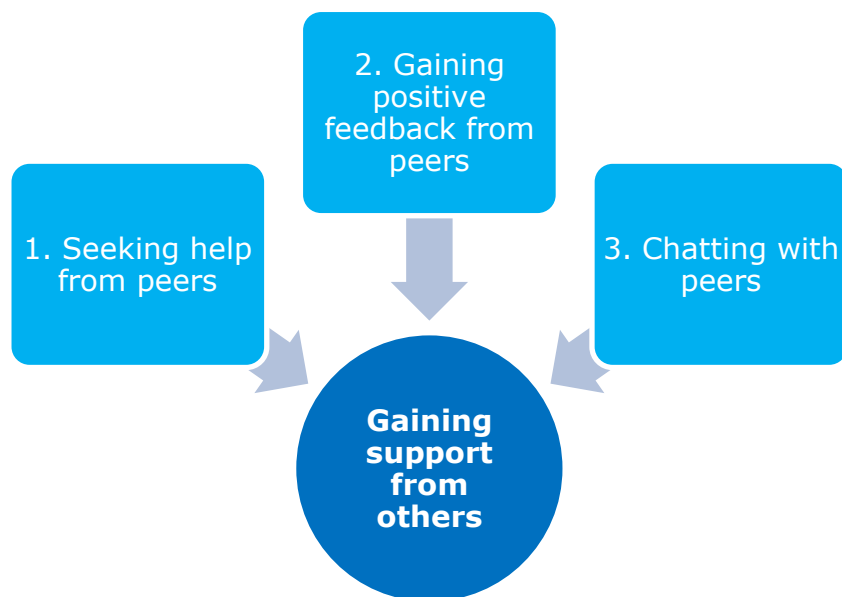 1. Seeking help
from peers
2. Gaining
positive
feedback from
peers
3. Chatting with
peers
Gaining
support
from
others